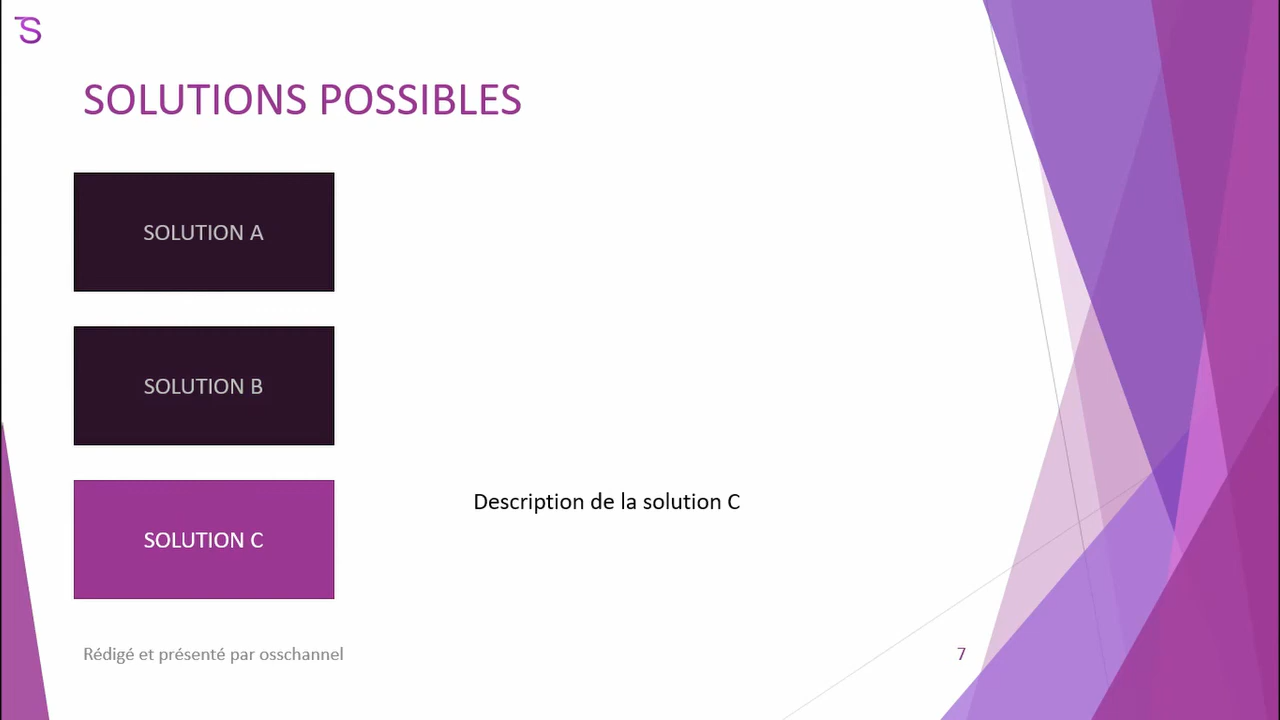 SOLUTIONS POSSIBLES
SOLUTION A
SOLUTION B
SOLUTION C
Description de la solution C
Rédigé et présenté par osschannel
7